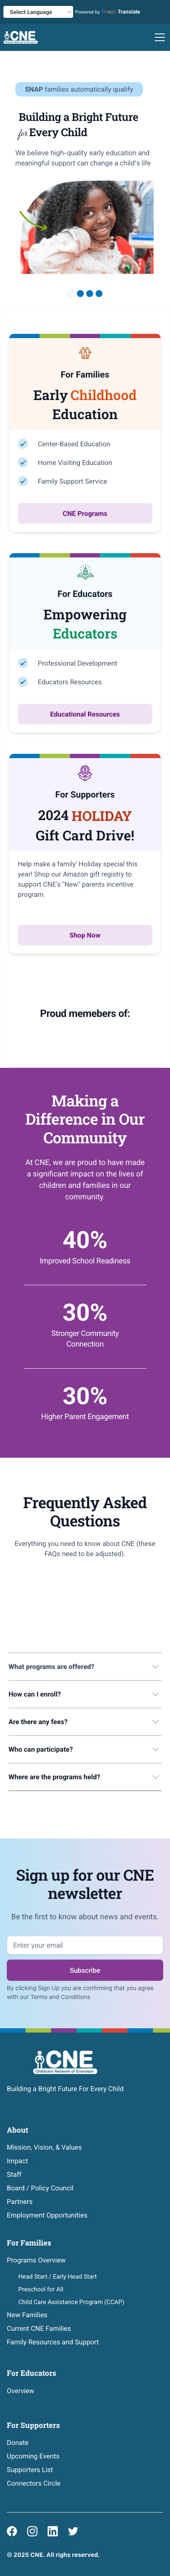 Select Language
Powered by Google Translate
CNE
SNAP families automatically qualify
Building a Bright Future
for Every Child
We believe high-quality early education and
meaningful support can change a child's life
For Families
Early Childhood
Education
Center-Based Education
Home Visiting Education
Family Support Service
CNE Programs
For Educators
Empowering
Educators
Professional Development
Educators Resources
Educational Resources
For Supporters
2024 HOLIDAY
Gift Card Drive!
Help make a family' Holiday special this
year! Shop our Amazon gift registry to
support CNE's "New" parents incentive
program.
Shop Now
Proud memebers of:
Making a
Difference in Our
Community
At CNE, we are proud to have made
a significant impact on the lives of
children and families in our
community.
40%
Improved School Readiness
30%
Stronger Community
Connection
30%
Higher Parent Engagement
Frequently Asked
Questions
Everything you need to know about CNE (these
FAQs need to be adjusted).
What programs are offered?
How can I enroll?
Are there any fees?
Who can participate?
Where are the programs held?
Sign up for our CNE
newsletter
Be the first to know about news and events.
Enter your email
Subscribe
By clicking Sign Up you are confirming that you agree
with our Terms and Conditions
CNE
Childcare Network of Evanston
Building a Bright Future For Every Child
About
Mission, Vision, & Values
Impact
Staff
Board / Policy Council
Partners
Employment Opportunities
For Families
Programs Overview
Head Start / Early Head Start
Preschool for All
Child Care Assistance Program (CCAP)
New Families
Current CNE Families
Family Resources and Support
For Educators
Overview
For Supporters
Donate
Upcoming Events
Supporters List
Connectors Circle
© 2025 CNE. All righs reserved.